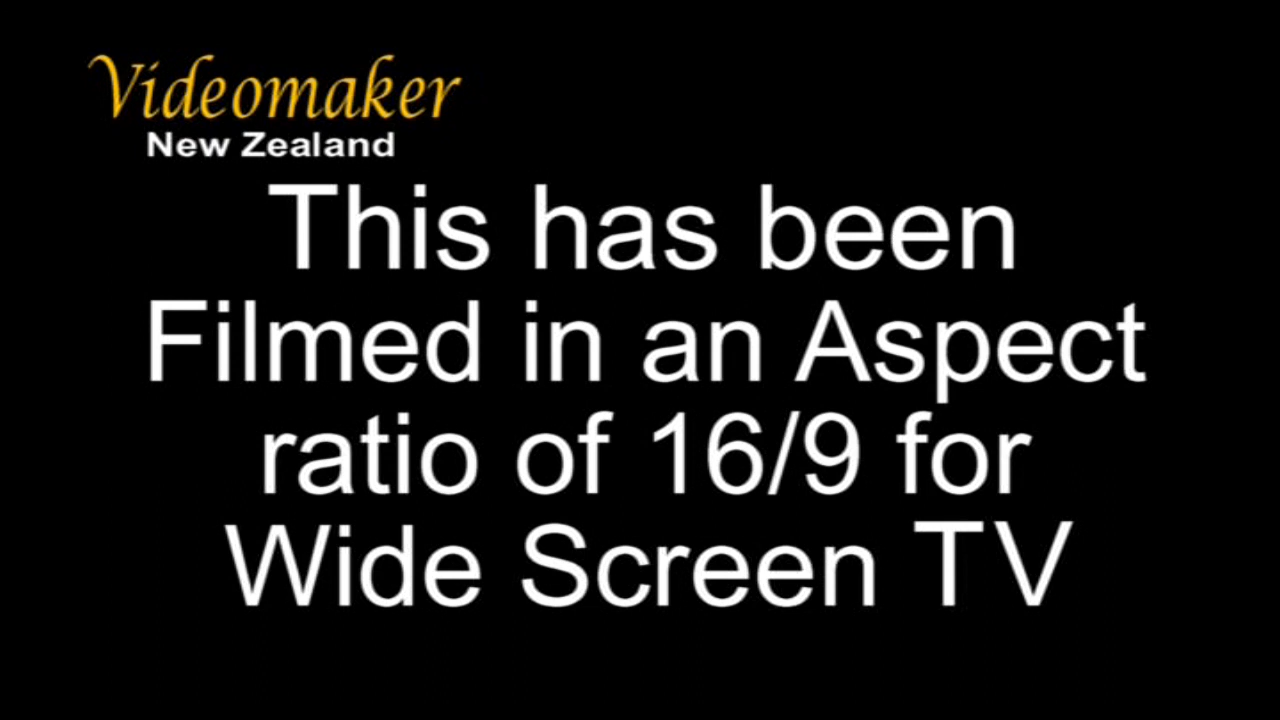 Videomaker
New Zealand
This has been
Filmed in an Aspect
ratio of 16/9 for
Wide Screen TV